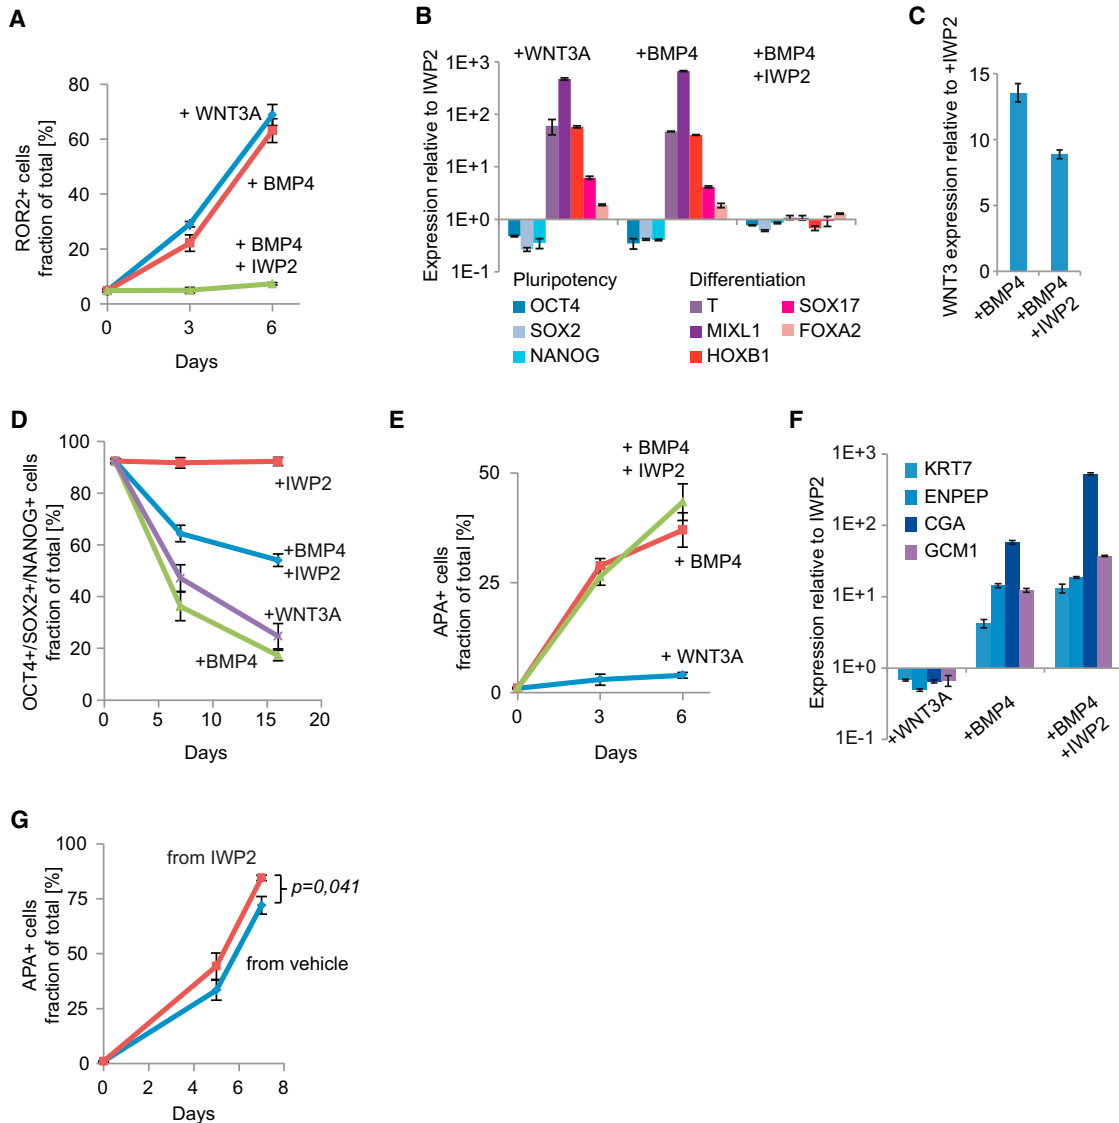 A
ROR2+ cells
fraction of total [%]
80
60
40
20
0
+ WNT3A
+ BMP4
+ BMP4
+ IWP2
0
3
6
Days
B
Expression relative to IWP2
+WNT3A
+BMP4
+BMP4
+IWP2
1E+3
1E+2
1E+1
1E+0
1E-1
Pluripotency
OCT4
SOX2
NANOG
Differentiation
T
MIXL1
HOXB1
SOX17
FOXA2
C
WNT3 expression relative to +IWP2
15
10
5
0
+BMP4
+BMP4
+IWP2
D
OCT4+/SOX2+/NANOG+ cells
fraction of total [%]
100
80
60
40
20
0
+IWP2
+BMP4
+IWP2
+WNT3A
+BMP4
0
5
10
15
20
Days
E
APA+ cells
fraction of total [%]
50
25
0
+ BMP4
+ IWP2
+ BMP4
+ WNT3A
0
3
6
Days
F
Expression relative to IWP2
1E+3
1E+2
1E+1
1E+0
1E-1
KRT7
ENPEP
CGA
GCM1
+WNT3A
+BMP4
+BMP4
+IWP2
G
APA+ cells
fraction of total [%]
100
75
50
25
0
from IWP2
p=0,041
from vehicle
0
2
4
6
8
Days